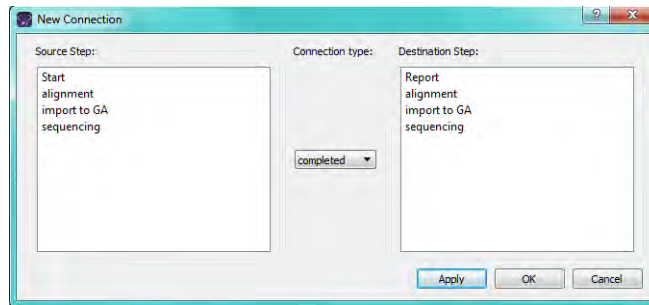 New Connection
Source Step:
Connection type:
Destination Step:
Start
alignment
import to GA
sequencing
completed
Report
alignment
import to GA
sequencing
Apply
OK
Cancel